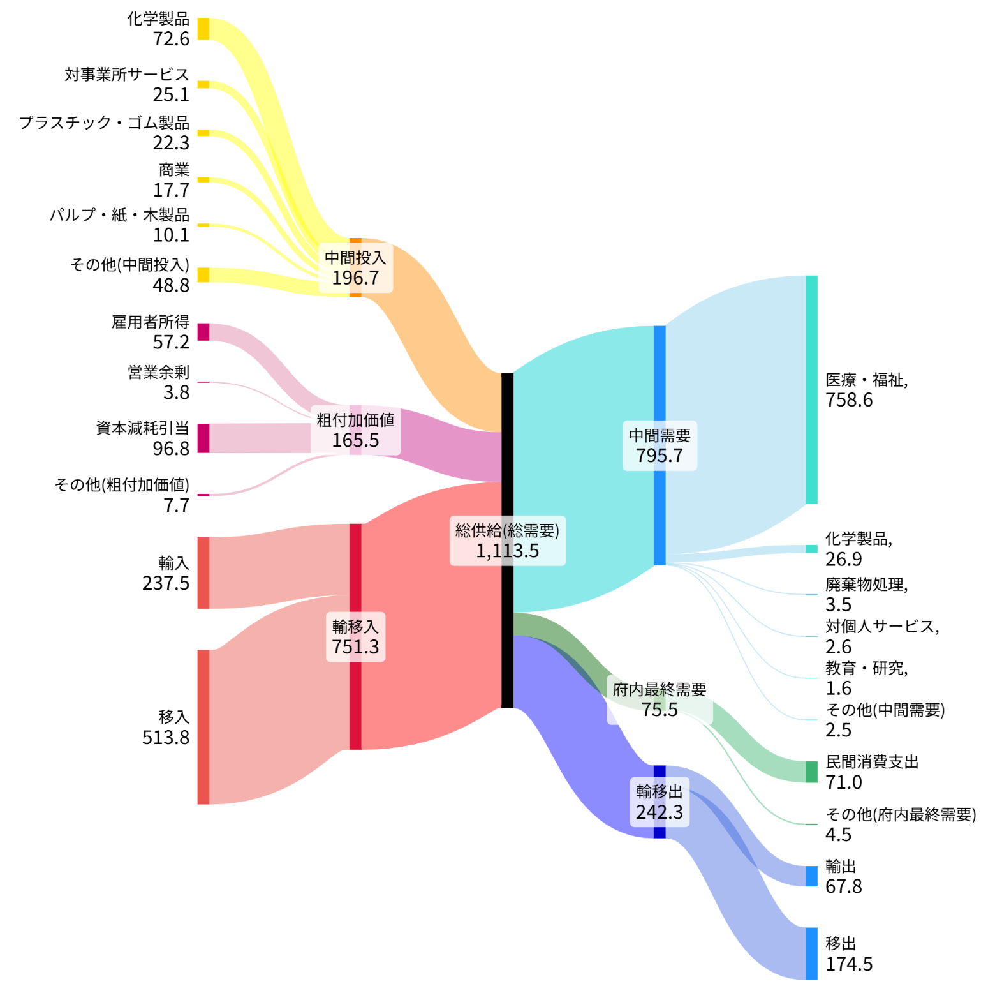 化学製品
72.6
対事業所サービス
25.1
プラスチック・ゴム製品
22.3
商業
17.7
パルプ・紙・木製品
10.1
その他(中間投入)
48.8
雇用者所得
57.2
営業余剰
3.8
資本減耗引当
96.8
その他(粗付加価値)
7.7
輸入
237.5
移入
513.8
中間投入
196.7
粗付加価値
165.5
輸移入
751.3
総供給(総需要)
1,113.5
中間需要
795.7
府内最終需要
75.5
輸移出
242.3
医療・福祉,
758.6
化学製品,
26.9
廃棄物処理,
3.5
対個人サービス,
2.6
教育・研究,
1.6
その他(中間需要)
2.5
民間消費支出
71.0
その他(府内最終需要)
4.5
輸出
67.8
移出
174.5